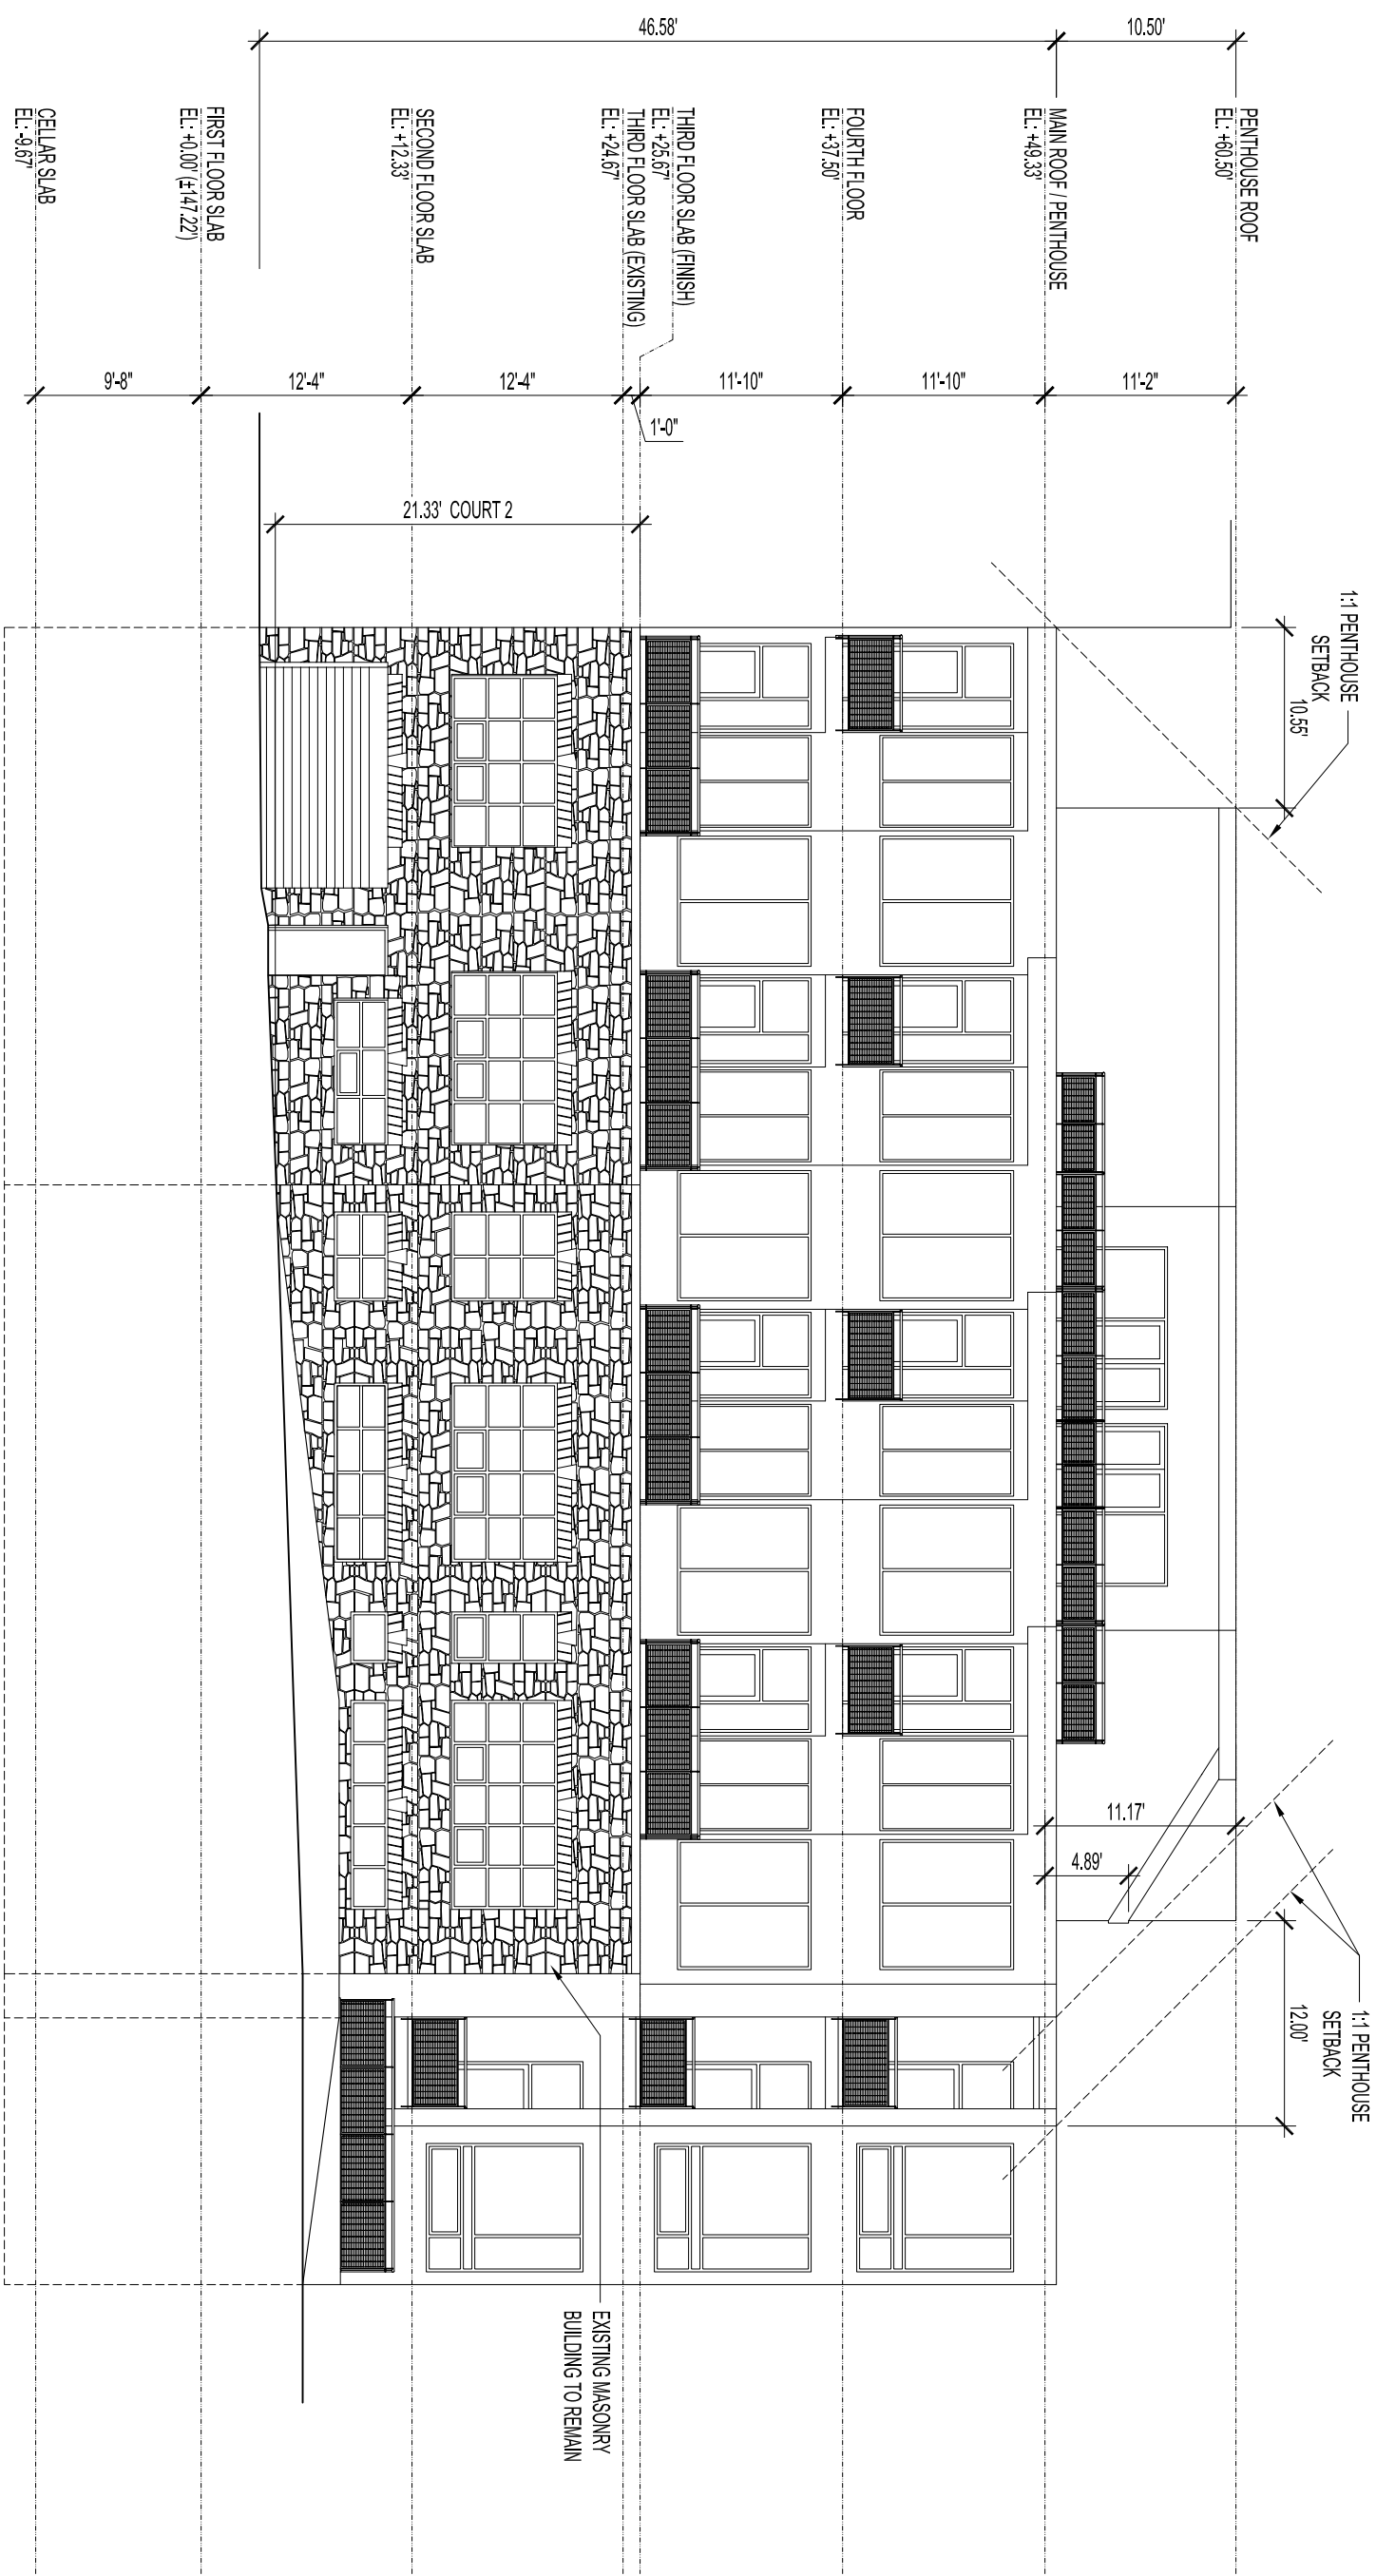 PENTHOUSE ROOF
EL: +60.50'
MAIN ROOF / PENTHOUSE
EL: +49.33'
FOURTH FLOOR
EL: +37.50'
THIRD FLOOR SLAB (FINISH)
EL: +25.67'
THIRD FLOOR SLAB (EXISTING)
EL: +24.67'
SECOND FLOOR SLAB
EL: +12.33'
FIRST FLOOR SLAB
EL: +0.00' (±147.22')
CELLAR SLAB
EL: -9.67'
10.50'
46.58'
11'-2"
11'-10"
11'-10"
1'-0"
12'-4"
12'-4"
9'-8"
21.33' COURT 2
1:1 PENTHOUSE
SETBACK
10.55'
11.17'
4.89'
1:1 PENTHOUSE
SETBACK
12.00'
EXISTING MASONRY
BUILDING TO REMAIN